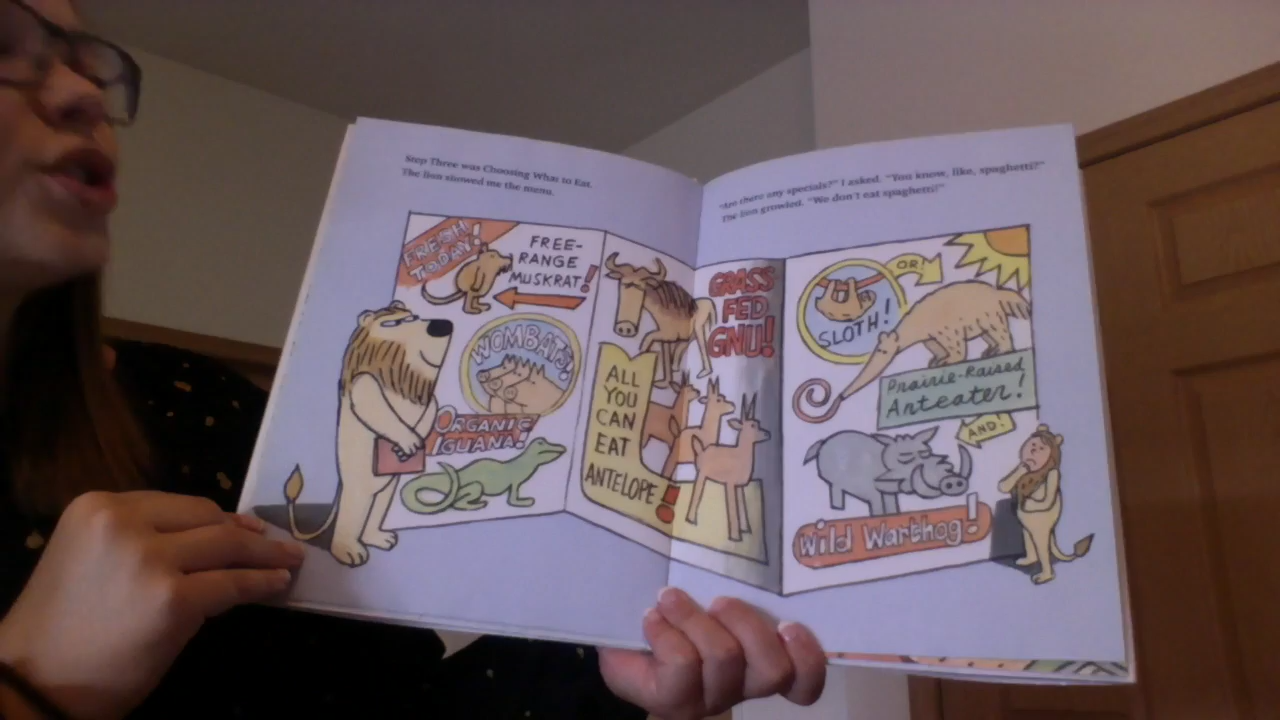 Step Three was Choosing What to Eat.
The lion showed me the menu.
"Are there any specials?" I asked. "You know, like, spaghetti?"
The lion growled. "We don't eat spaghetti!"
FRESH
TODAY!
FREE-
RANGE
MUSKRAT!
WOMBATS!
ORGANIC
IGUANA!
GRASS
FED
GNU!
ALL
YOU
CAN
EAT
ANTELOPE!
SLOTH!
OR!
Prairie-Raised
Anteater!
AND!
Wild Warthog!